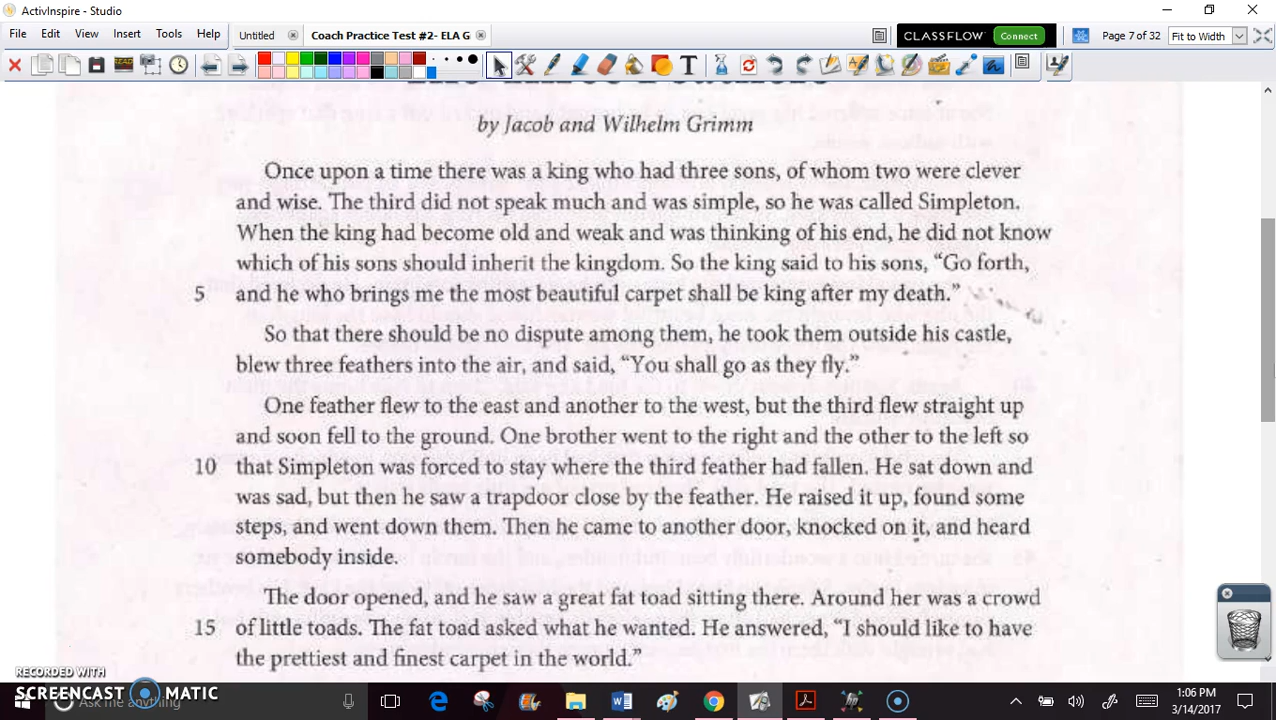 ActivInspire - Studio
File Edit View Insert Tools Help Untitled Coach Practice Test #2- ELA G CLASSFLOW Connect Page 7 of 32 Fit to Width
by Jacob and Wilhelm Grimm
Once upon a time there was a king who had three sons, of whom two were clever
and wise. The third did not speak much and was simple, so he was called Simpleton.
When the king had become old and weak and was thinking of his end, he did not know
which of his sons should inherit the kingdom. So the king said to his sons, “Go forth,
5 and he who brings me the most beautiful carpet shall be king after my death.”
So that there should be no dispute among them, he took them outside his castle,
blew three feathers into the air, and said, “You shall go as they fly.”
One feather flew to the east and another to the west, but the third flew straight up
and soon fell to the ground. One brother went to the right and the other to the left so
10 that Simpleton was forced to stay where the third feather had fallen. He sat down and
was sad, but then he saw a trapdoor close by the feather. He raised it up, found some
steps, and went down them. Then he came to another door, knocked on it, and heard
somebody inside.
The door opened, and he saw a great fat toad sitting there. Around her was a crowd
15 of little toads. The fat toad asked what he wanted. He answered, “I should like to have
the prettiest and finest carpet in the world.”
RECORDED WITH
SCREENCAST MATIC
Ask me anything
1:06 PM
3/14/2017